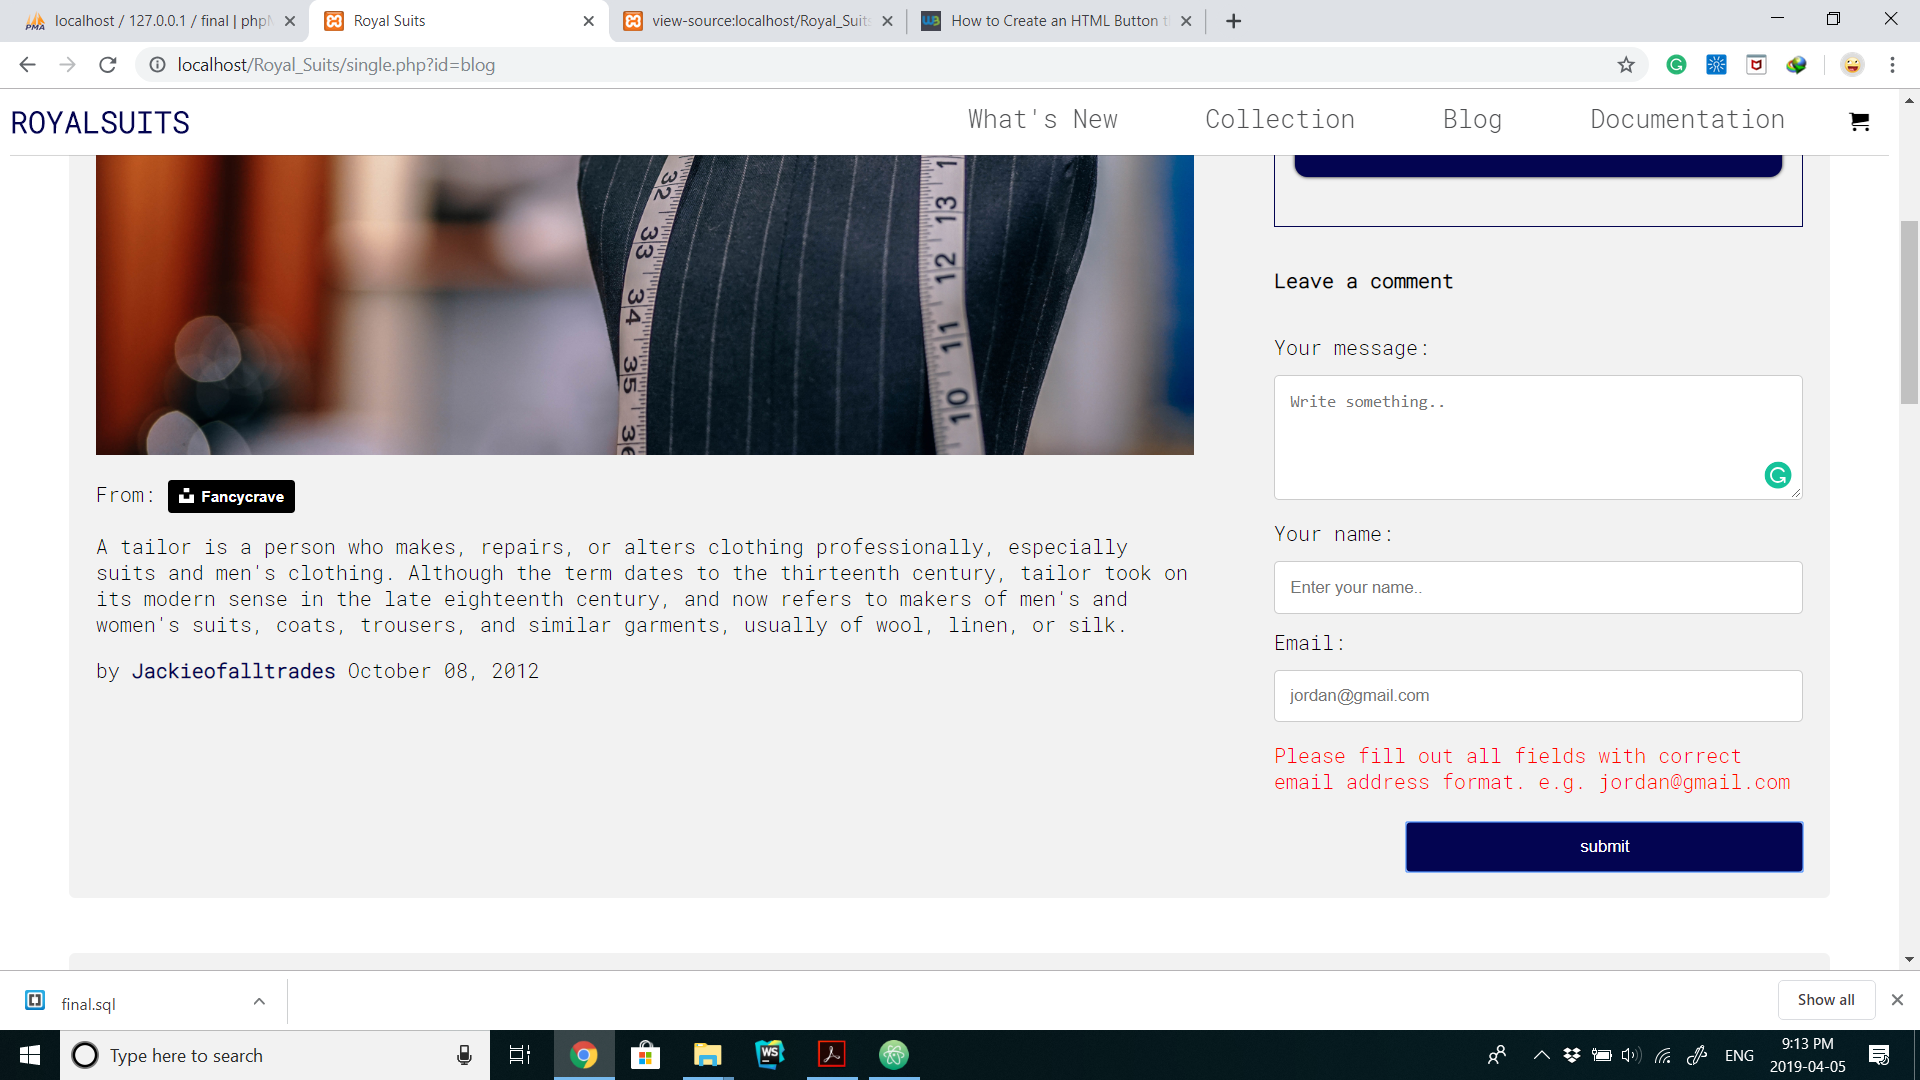 localhost / 127.0.0.1 / final | phpM
Royal Suits
view-source:localhost/Royal_Suits
How to Create an HTML Button t
localhost/Royal_Suits/single.php?id=blog
ROYALSUITS
What's New
Collection
Blog
Documentation
32
33
34
35
36
13
12
11
10
Leave a comment
Your message:
Write something..
From: Fancycrave
Your name:
Enter your name..
A tailor is a person who makes, repairs, or alters clothing professionally, especially
suits and men's clothing. Although the term dates to the thirteenth century, tailor took on
its modern sense in the late eighteenth century, and now refers to makers of men's and
women's suits, coats, trousers, and similar garments, usually of wool, linen, or silk.
by Jackieofalltrades October 08, 2012
Email:
jordan@gmail.com
Please fill out all fields with correct
email address format. e.g. jordan@gmail.com
submit
final.sql
Show all
Type here to search
WS
ENG
9:13 PM
2019-04-05